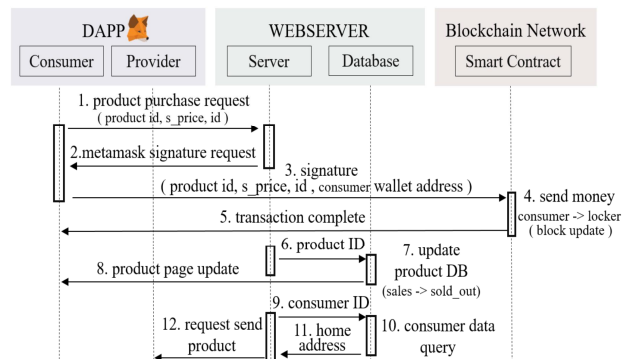 DAPP
WEBSERVER
Blockchain Network
Consumer
Provider
Server
Database
Smart Contract
1. product purchase request
( product id, s_price, id )
2.metamask signature request
3. signature
( product id, s_price, id , consumer wallet address )
4. send money
consumer -> locker
( block update )
5. transaction complete
6. product ID
7. update
product DB
(sales -> sold_out)
8. product page update
9. consumer ID
10. consumer data
query
11. home
address
12. request send
product